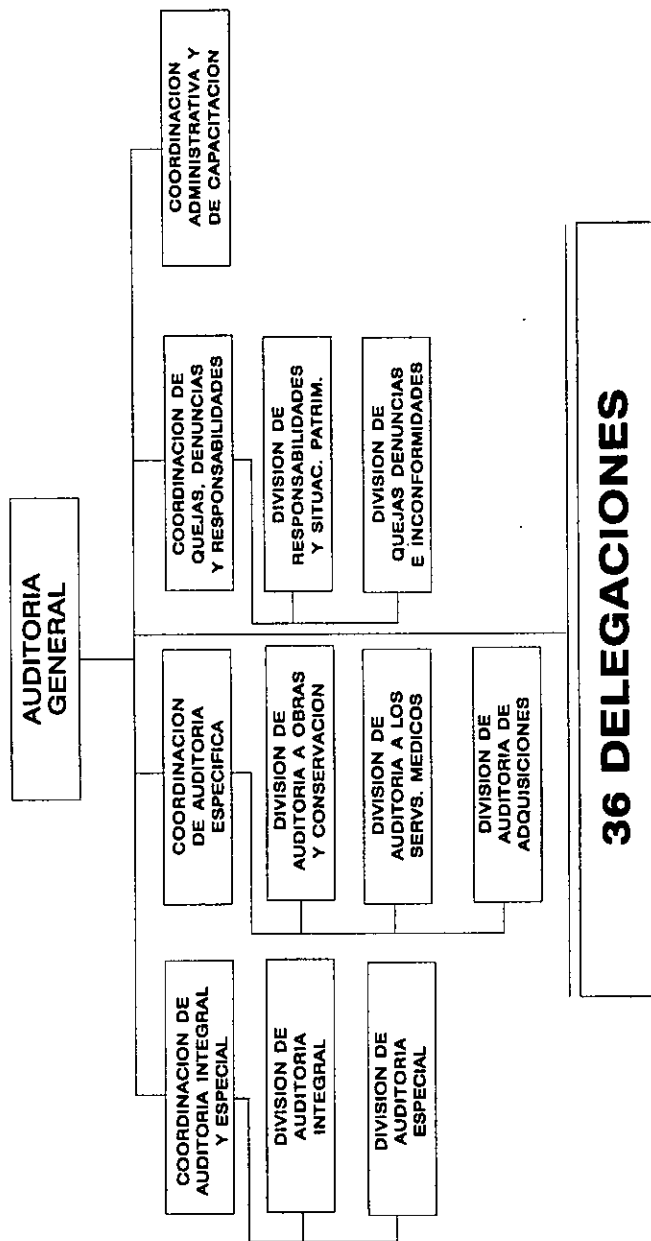 AUDITORIA
GENERAL
COORDINACION DE
AUDITORIA INTEGRAL
Y ESPECIAL
DIVISION DE
AUDITORIA
INTEGRAL
DIVISION DE
AUDITORIA
ESPECIAL
COORDINACION
DE AUDITORIA
ESPECIFICA
DIVISION DE
AUDITORIA A OBRAS
Y CONSERVACION
DIVISION DE
AUDITORIA A LOS
SERVS. MEDICOS
DIVISION DE
AUDITORIA DE
ADQUISICIONES
COORDINACION DE
QUEJAS, DENUNCIAS
Y RESPONSABILIDADES
DIVISION DE
RESPONSABILIDADES
Y SITUAC. PATRIM.
DIVISION DE
QUEJAS DENUNCIAS
E INCONFORMIDADES
COORDINACION
ADMINISTRATIVA Y
DE CAPACITACION
36 DELEGACIONES